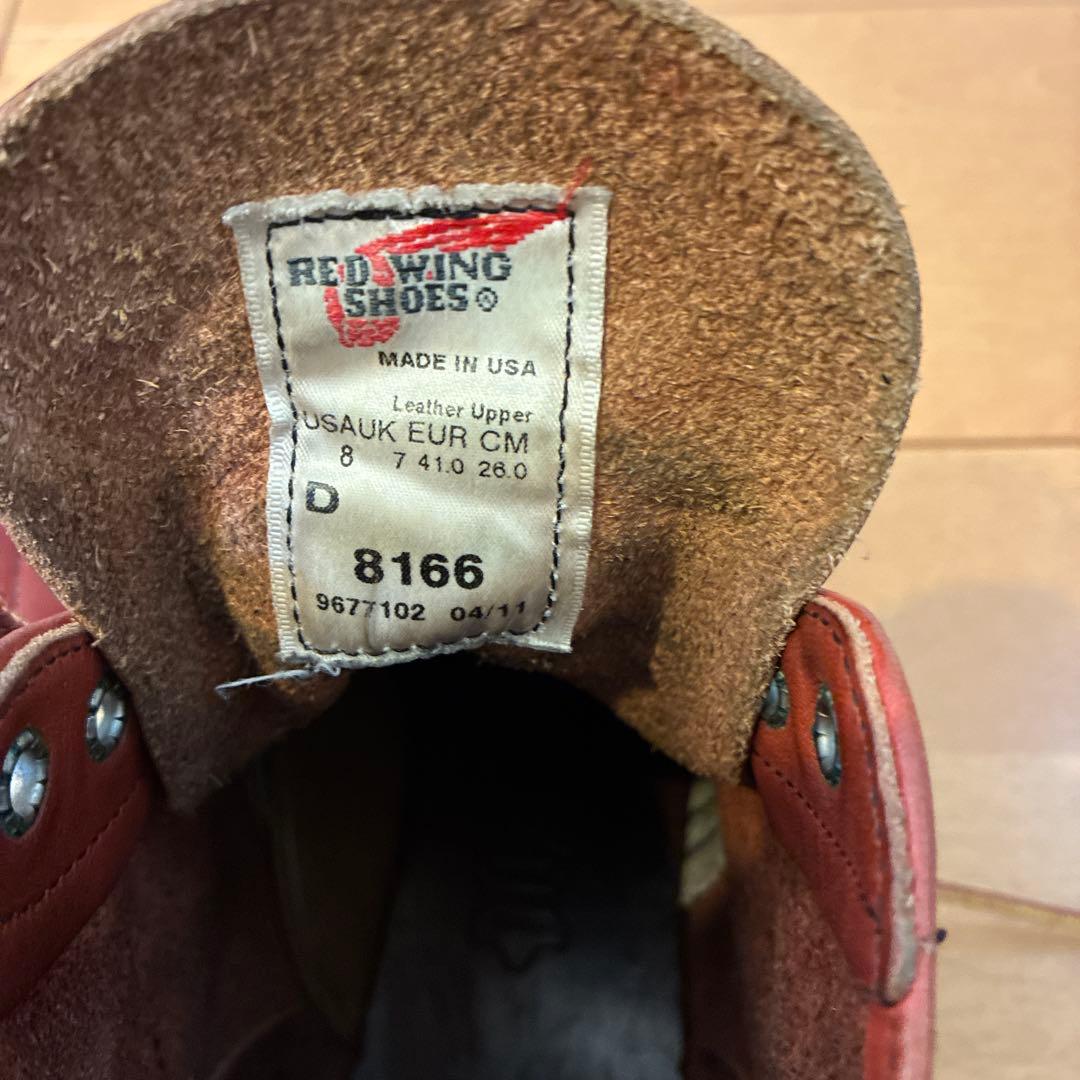 RED WING
SHOES®
MADE IN USA
Leather Upper
USAUK EUR CM
8 7 41.0 26.0
D
8166
9677102 04/11